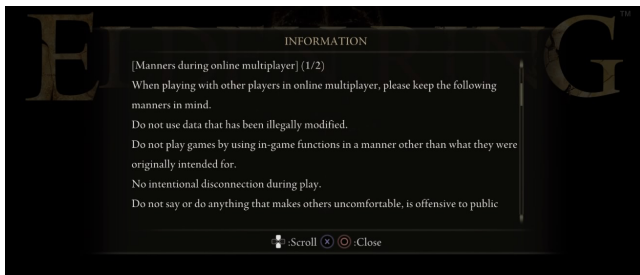 ELDEN RING
TM
INFORMATION
[Manners during online multiplayer] (1/2)
When playing with other players in online multiplayer, please keep the following
manners in mind.
Do not use data that has been illegally modified.
Do not play games by using in-game functions in a manner other than what they were
originally intended for.
No intentional disconnection during play.
Do not say or do anything that makes others uncomfortable, is offensive to public
:Scroll X O :Close